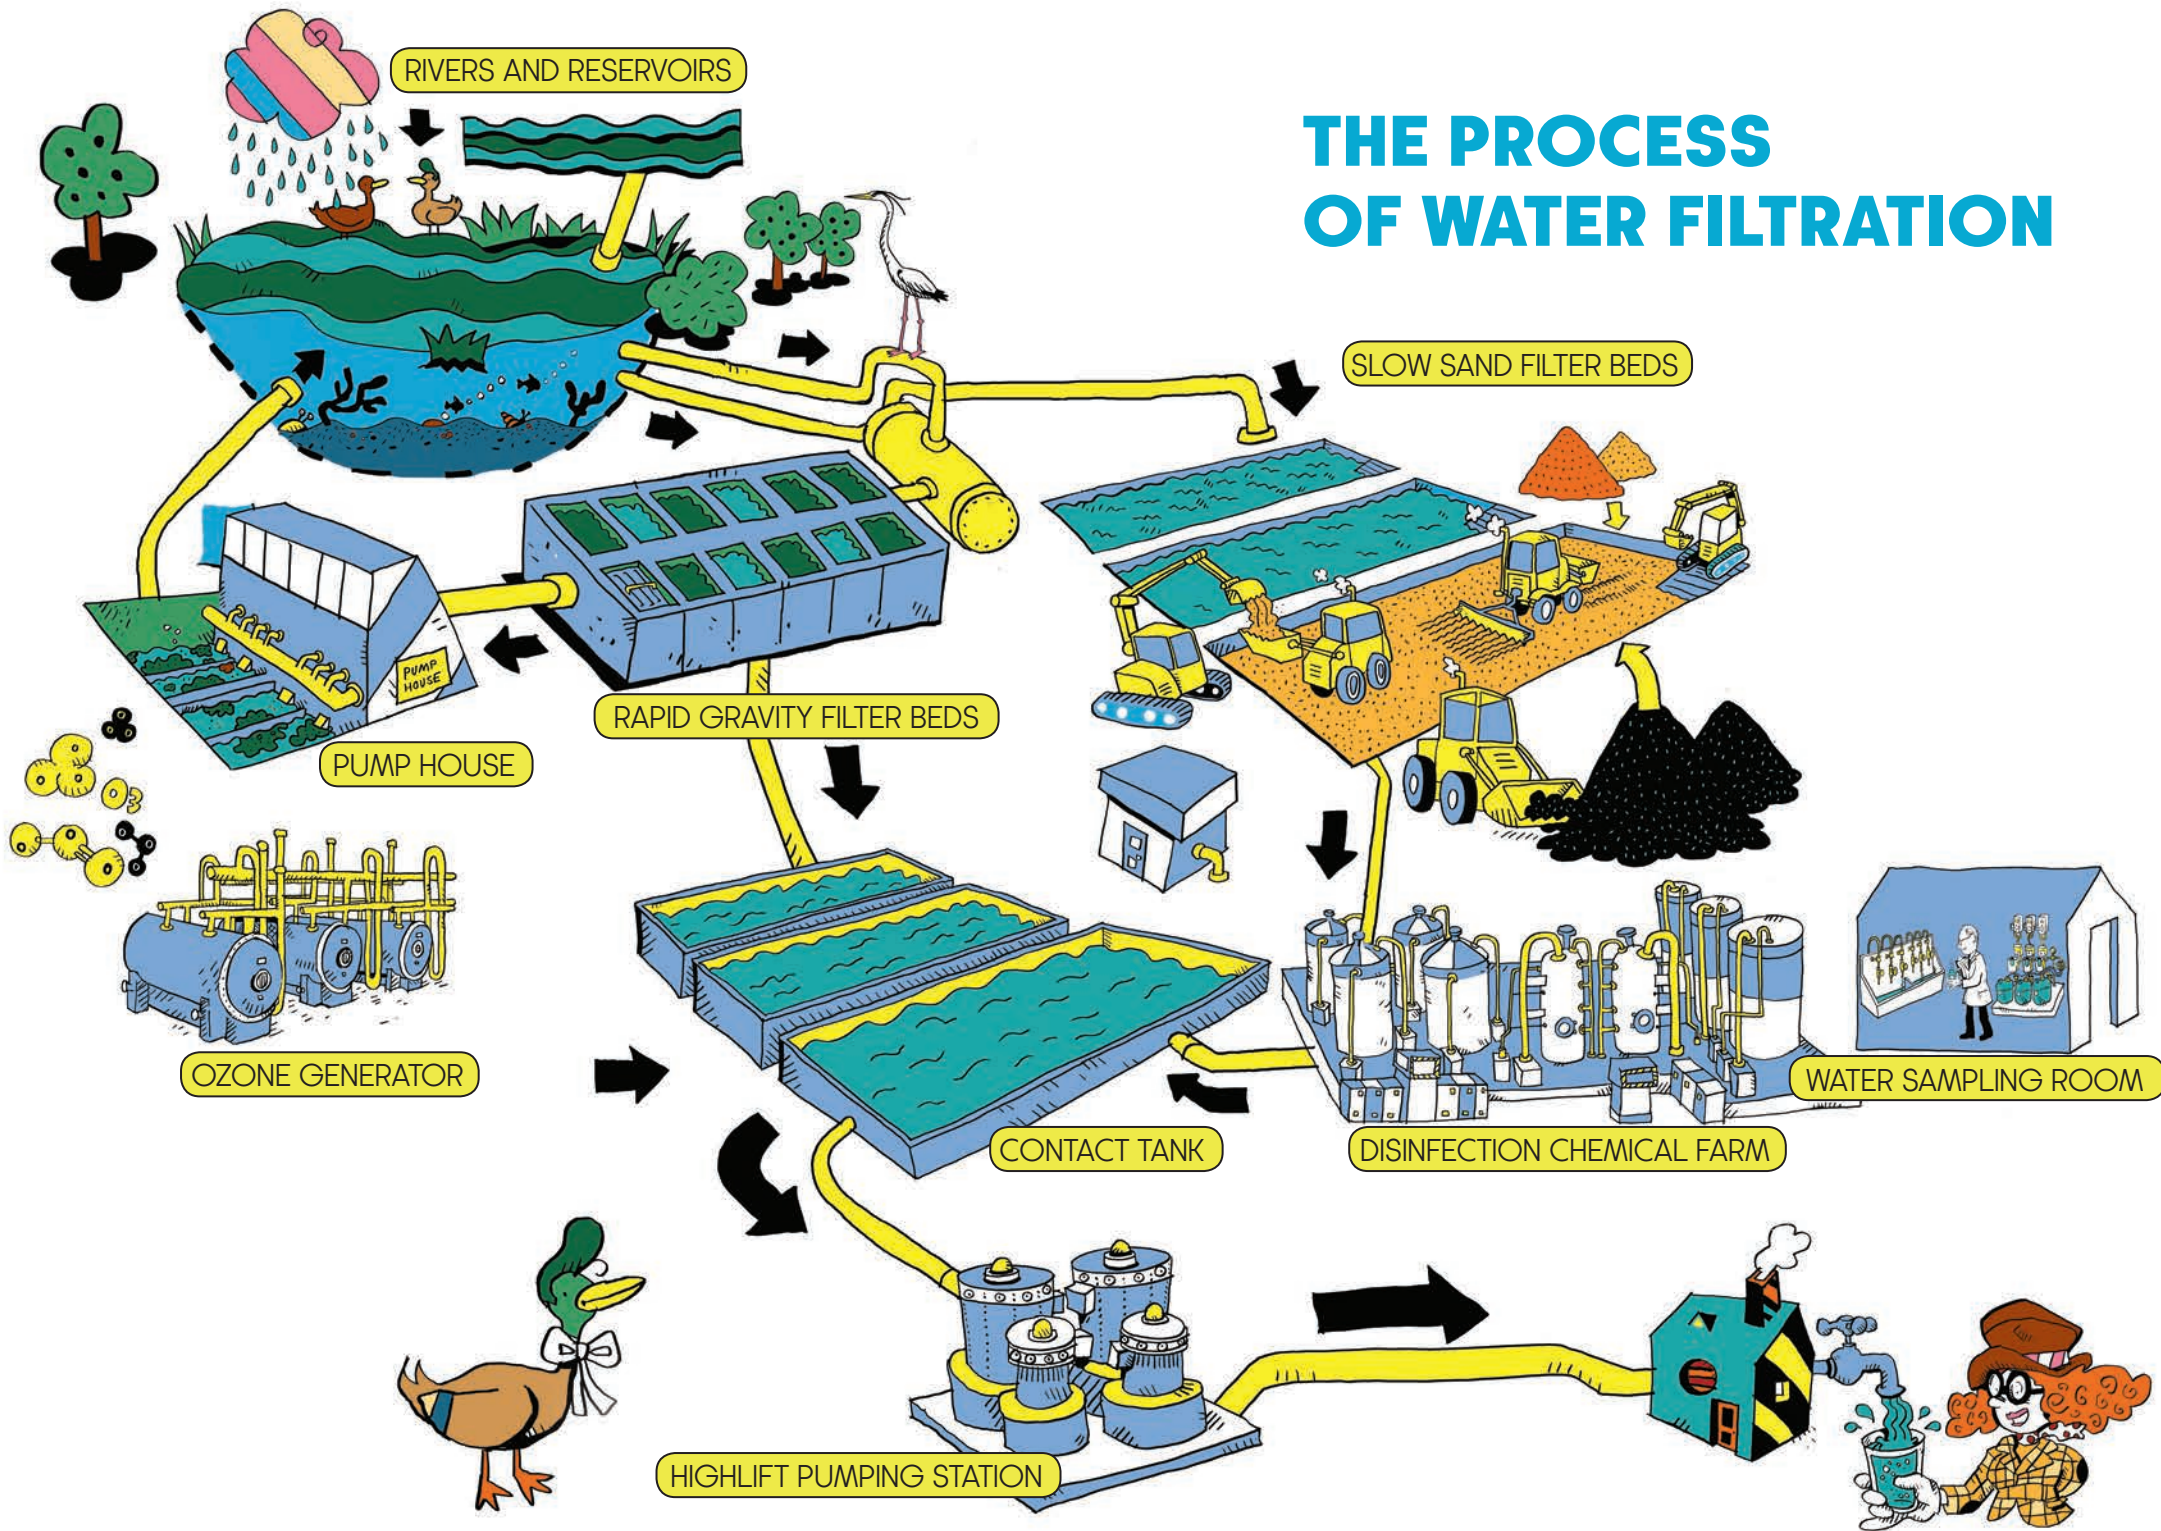 RIVERS AND RESERVOIRS
THE PROCESS
OF WATER FILTRATION
SLOW SAND FILTER BEDS
PUMP
HOUSE
RAPID GRAVITY FILTER BEDS
PUMP HOUSE
O3
OZONE GENERATOR
WATER SAMPLING ROOM
CONTACT TANK
DISINFECTION CHEMICAL FARM
HIGHLIFT PUMPING STATION